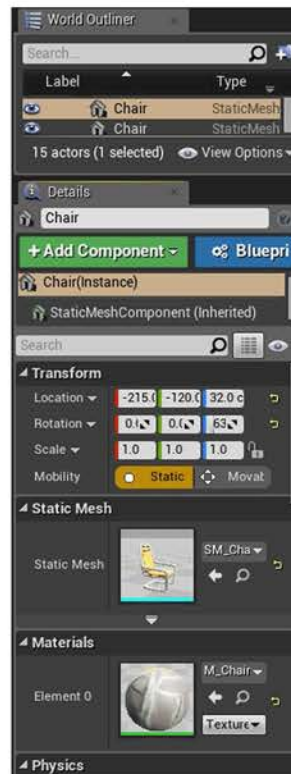 World Outliner
Search...
Label Type
Chair StaticMesh
Chair StaticMesh
15 actors (1 selected) View Options
Details
Chair
+Add Component Bluepri
Chair(Instance)
StaticMeshComponent (Inherited)
Search
Transform
Location -215.0 -120.0 32.0 c
Rotation 0.0 63
Scale 1.0 1.0 1.0
Mobility Static Movab
Static Mesh
Static Mesh SM_Cha
Materials
Element 0 M_Chair
Texture
Physics